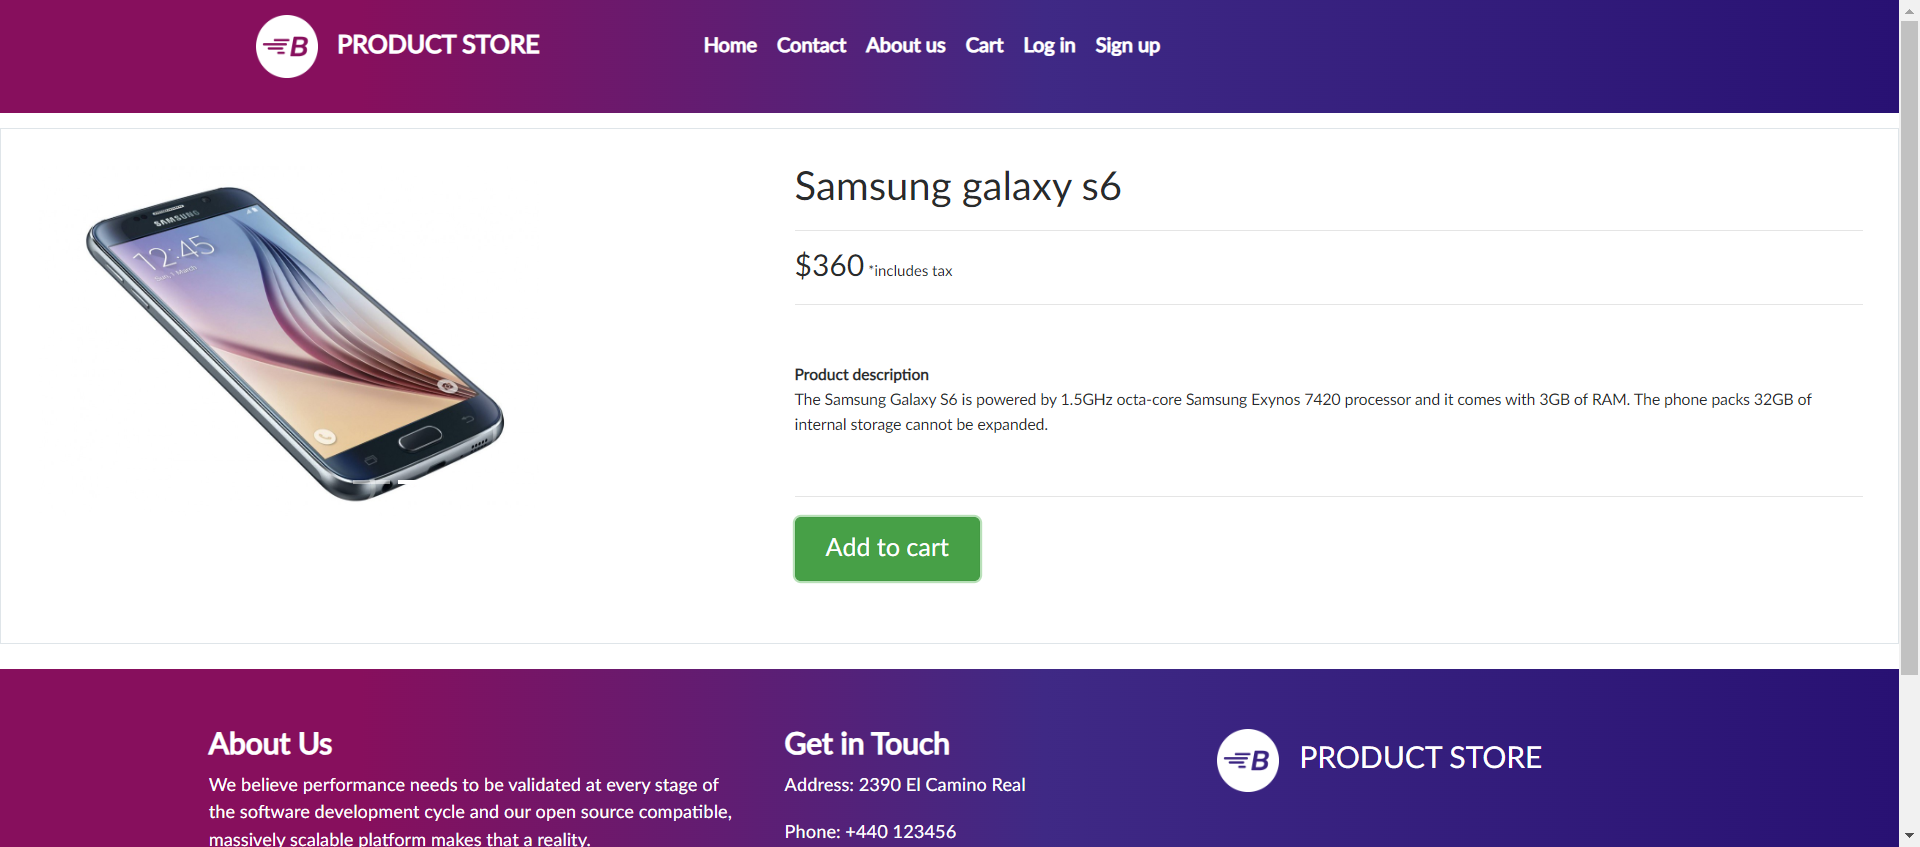 B PRODUCT STORE
Home Contact About us Cart Log in Sign up
SAMSUNG
12:45
Sun, 1 March
Samsung galaxy s6
$360 *includes tax
Product description
The Samsung Galaxy S6 is powered by 1.5GHz octa-core Samsung Exynos 7420 processor and it comes with 3GB of RAM. The phone packs 32GB of
internal storage cannot be expanded.
Add to cart
About Us
We believe performance needs to be validated at every stage of
the software development cycle and our open source compatible,
massively scalable platform makes that a reality.
Get in Touch
Address: 2390 El Camino Real
Phone: +440 123456
B PRODUCT STORE